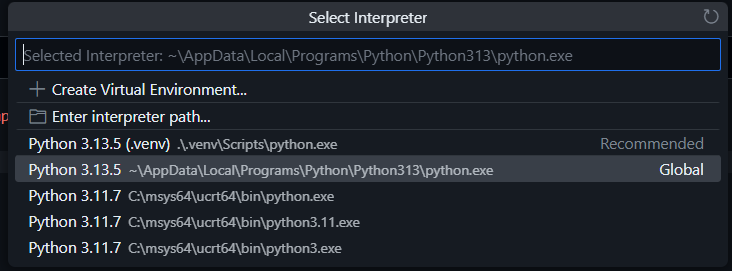 Select Interpreter
Selected Interpreter: ~\AppData\Local\Programs\Python\Python313\python.exe
Create Virtual Environment...
Enter interpreter path...
Python 3.13.5 (.venv) .\.venv\Scripts\python.exe Recommended
Python 3.13.5 ~\AppData\Local\Programs\Python\Python313\python.exe Global
Python 3.11.7 C:\msys64\ucrt64\bin\python.exe
Python 3.11.7 C:\msys64\ucrt64\bin\python3.11.exe
Python 3.11.7 C:\msys64\ucrt64\bin\python3.exe